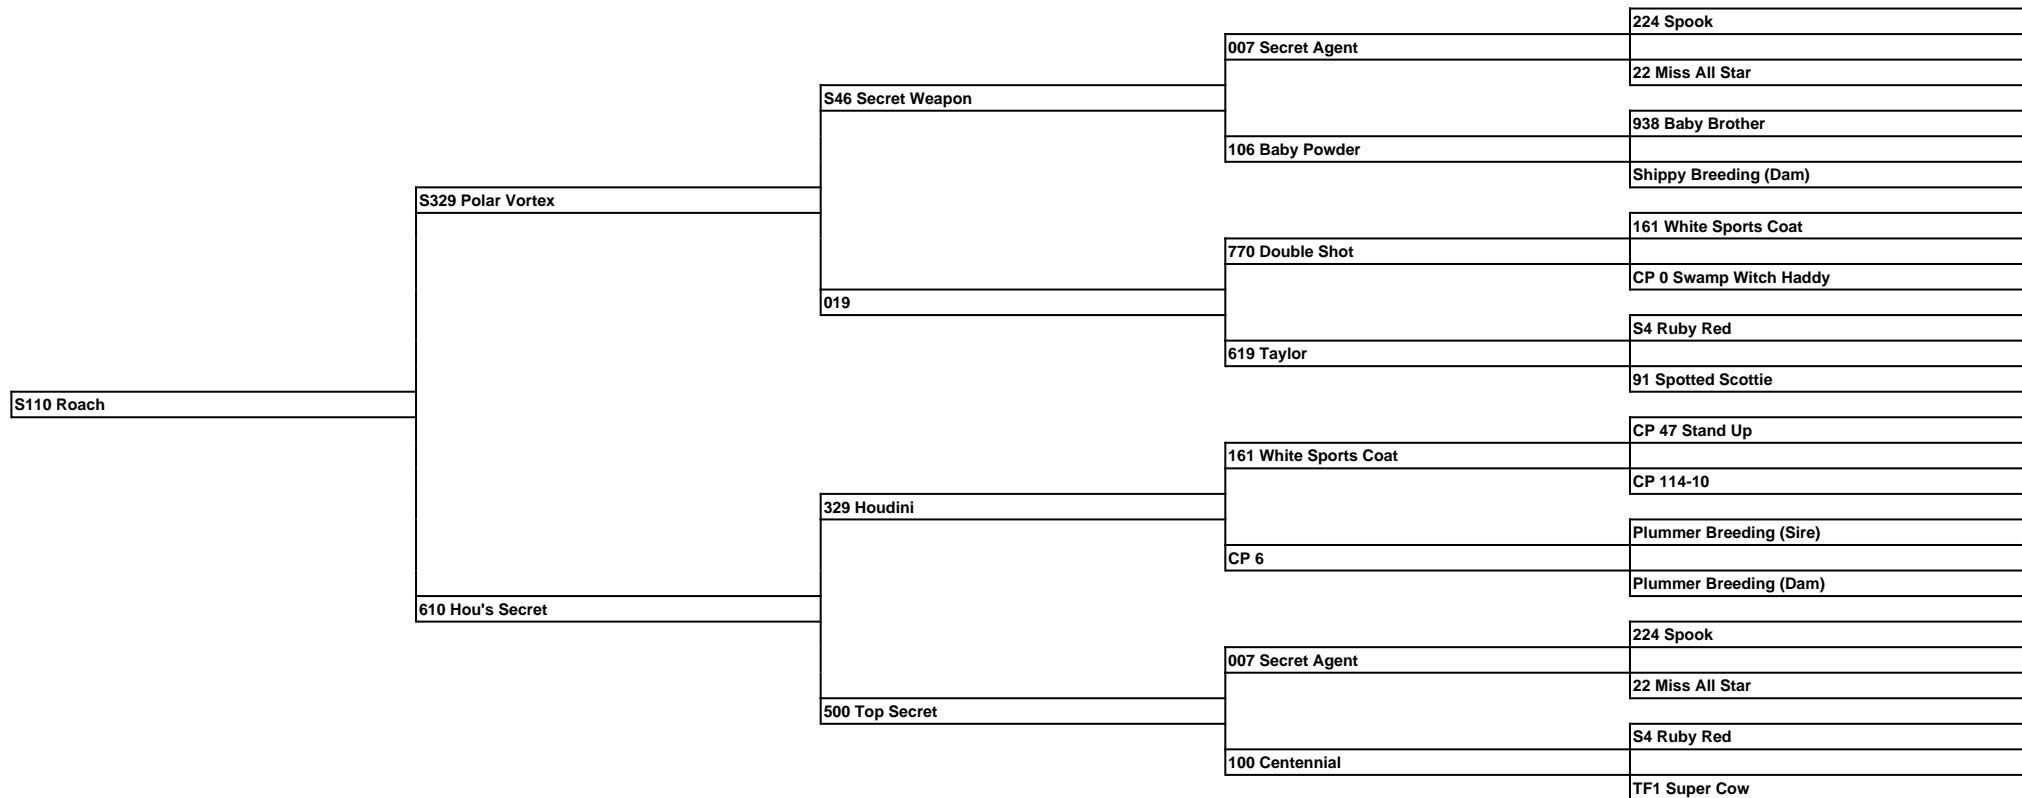 224 Spook
007 Secret Agent
22 Miss All Star
S46 Secret Weapon
938 Baby Brother
106 Baby Powder
Shippy Breeding (Dam)
S329 Polar Vortex
161 White Sports Coat
770 Double Shot
CP 0 Swamp Witch Haddy
019
S4 Ruby Red
619 Taylor
91 Spotted Scottie
S110 Roach
CP 47 Stand Up
161 White Sports Coat
CP 114-10
329 Houdini
Plummer Breeding (Sire)
CP 6
Plummer Breeding (Dam)
610 Hou's Secret
224 Spook
007 Secret Agent
22 Miss All Star
500 Top Secret
S4 Ruby Red
100 Centennial
TF1 Super Cow